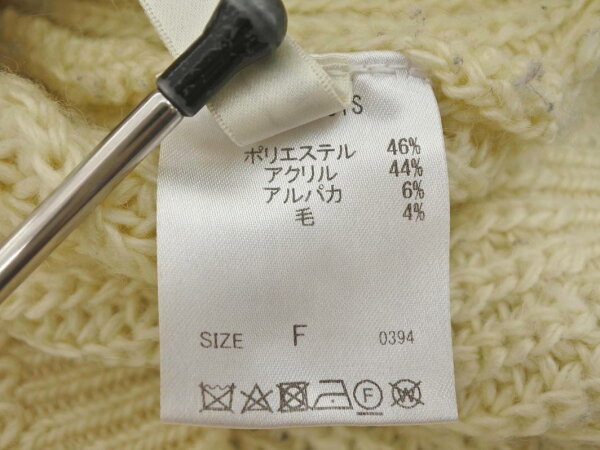 ポリエステル 46%
アクリル 44%
アルパカ 6%
毛 4%
SIZE F 0394
F W